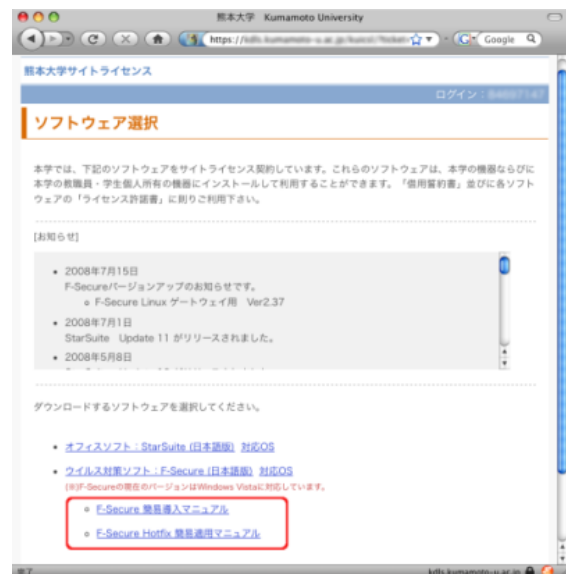 熊本大学 Kumamoto University
https://
Google
熊本大学サイトライセンス
ログイン：
ソフトウェア選択
本学では、下記のソフトウェアをサイトライセンス契約しています。これらのソフトウェアは、本学の機器ならびに
本学の教職員・学生個人所有の機器にインストールして利用することができます。「借用誓約書」並びに各ソフト
ウェアの「ライセンス許諾書」に則りご利用下さい。
[お知らせ]
• 2008年7月15日
F-Secureバージョンアップのお知らせです。
o F-Secure Linux ゲートウェイ用 Ver2.37
• 2008年7月1日
StarSuite Update 11 がリリースされました。
• 2008年5月8日
ダウンロードするソフトウェアを選択してください。
• オフィスソフト：StarSuite (日本語版) 対応OS
• ウイルス対策ソフト：F-Secure (日本語版) 対応OS
(※)F-Secureの現在のバージョンはWindows Vistaに対応しています。
o F-Secure 簡易導入マニュアル
o F-Secure Hotfix 簡易適用マニュアル
完了